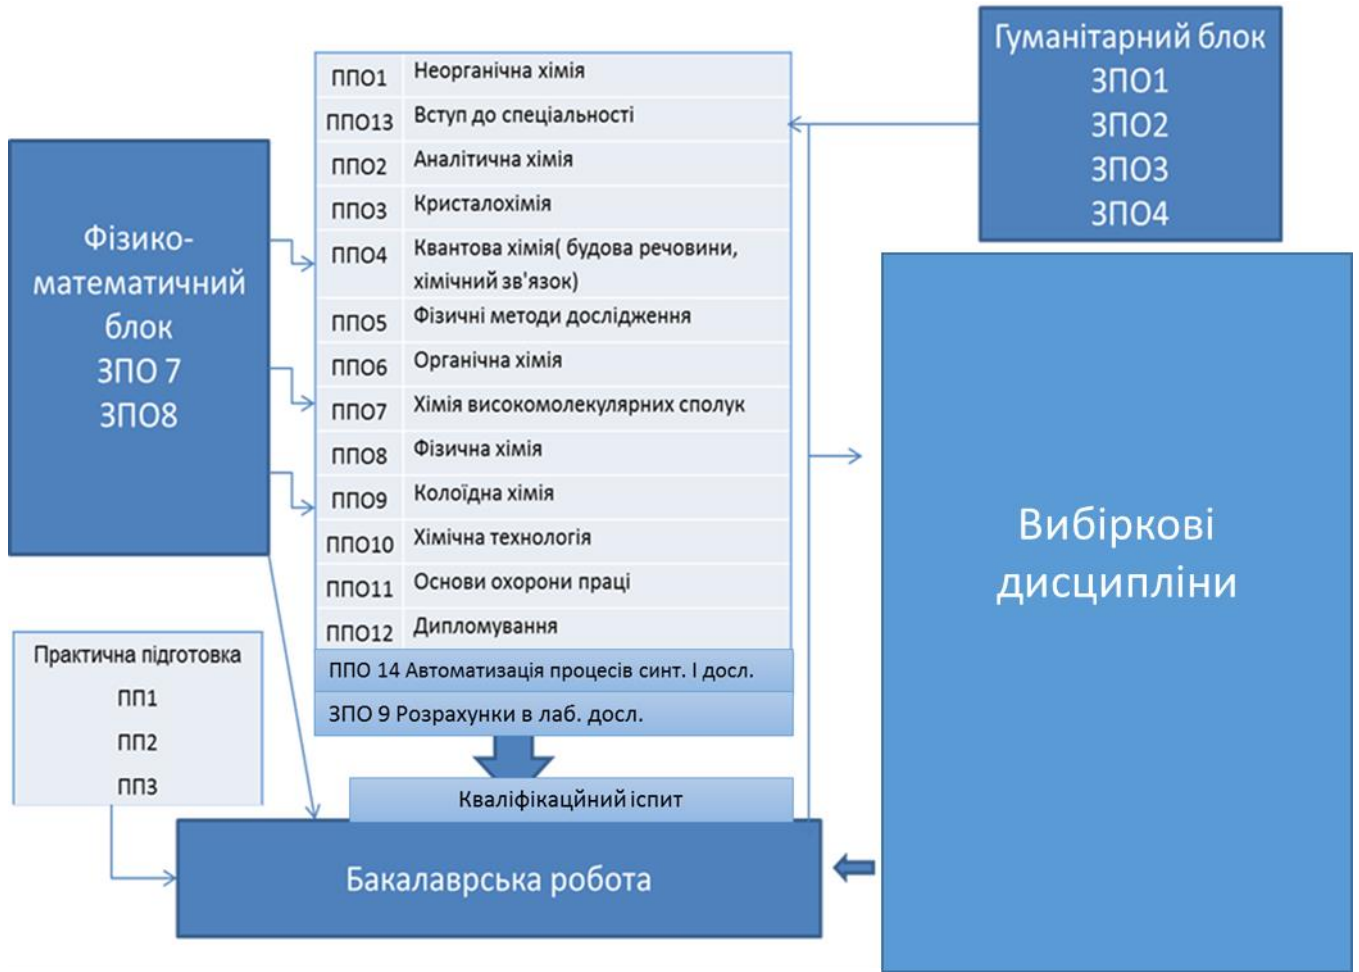 Гуманітарний блок
ЗПО1
ЗПО2
ЗПО3
ЗПО4
Фізико-
математичний
блок
ЗПО 7
ЗПО8
ППО1 Неорганічна хімія
ППО13 Вступ до спеціальності
ППО2 Аналітична хімія
ППО3 Кристалохімія
ППО4 Квантова хімія( будова речовини,
хімічний зв'язок)
ППО5 Фізичні методи дослідження
ППО6 Органічна хімія
ППО7 Хімія високомолекулярних сполук
ППО8 Фізична хімія
ППО9 Колоїдна хімія
ППО10 Хімічна технологія
ППО11 Основи охорони праці
ППО12 Дипломування
ППО 14 Автоматизація процесів синт. І досл.
ЗПО 9 Розрахунки в лаб. досл.
Вибіркові
дисципліни
Практична підготовка
ПП1
ПП2
ПП3
Кваліфікаційний іспит
Бакалаврська робота